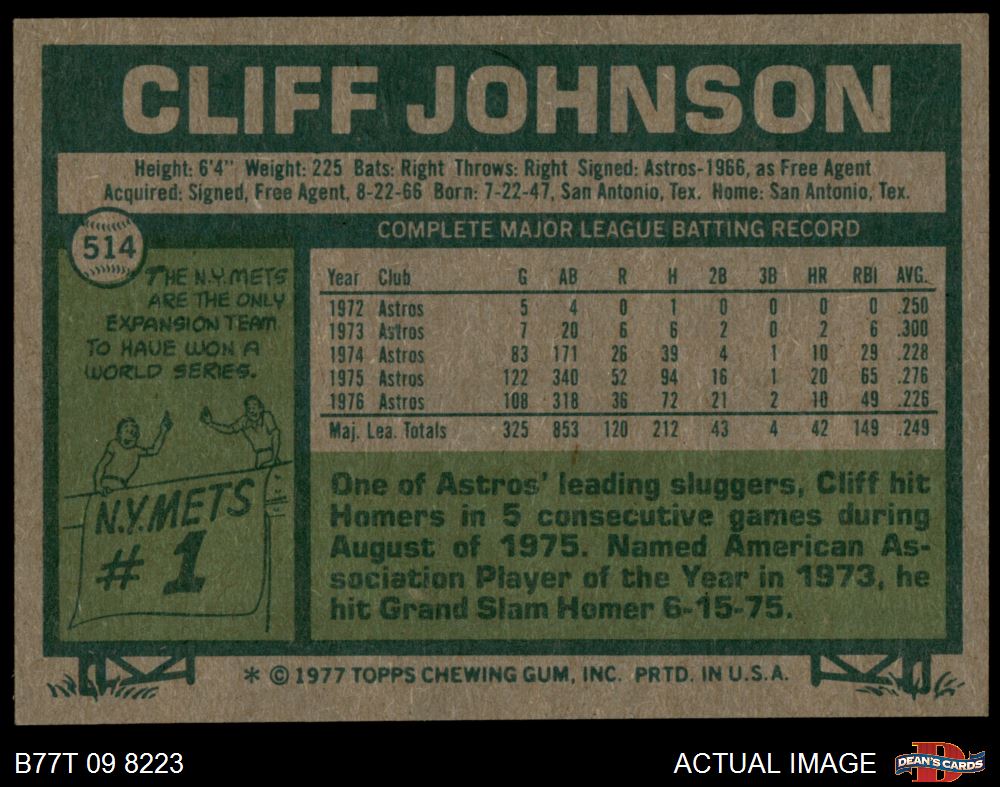 CLIFF JOHNSON
Height: 6'4" Weight: 225 Bats: Right Throws: Right Signed: Astros-1966, as Free Agent
Acquired: Signed, Free Agent, 8-22-66 Born: 7-22-47, San Antonio, Tex. Home: San Antonio, Tex.
514
THE N.Y. METS
ARE THE ONLY
EXPANSION TEAM
TO HAVE WON A
WORLD SERIES.
N.Y. METS
# 1
COMPLETE MAJOR LEAGUE BATTING RECORD
Year Club G AB R H 2B 3B HR RBI AVG.
1972 Astros 5 4 0 1 0 0 0 0 .250
1973 Astros 7 20 6 6 2 0 2 6 .300
1974 Astros 83 171 26 39 4 1 10 29 .228
1975 Astros 122 340 52 94 16 1 20 65 .276
1976 Astros 108 318 36 72 21 2 10 49 .226
Maj. Lea. Totals 325 853 120 212 43 4 42 149 .249
One of Astros' leading sluggers, Cliff hit
Homers in 5 consecutive games during
August of 1975. Named American As-
sociation Player of the Year in 1973, he
hit Grand Slam Homer 6-15-75.
* © 1977 TOPPS CHEWING GUM, INC. PRTD. IN U.S.A.
B77T 09 8223
ACTUAL IMAGE
DEAN'S CARDS